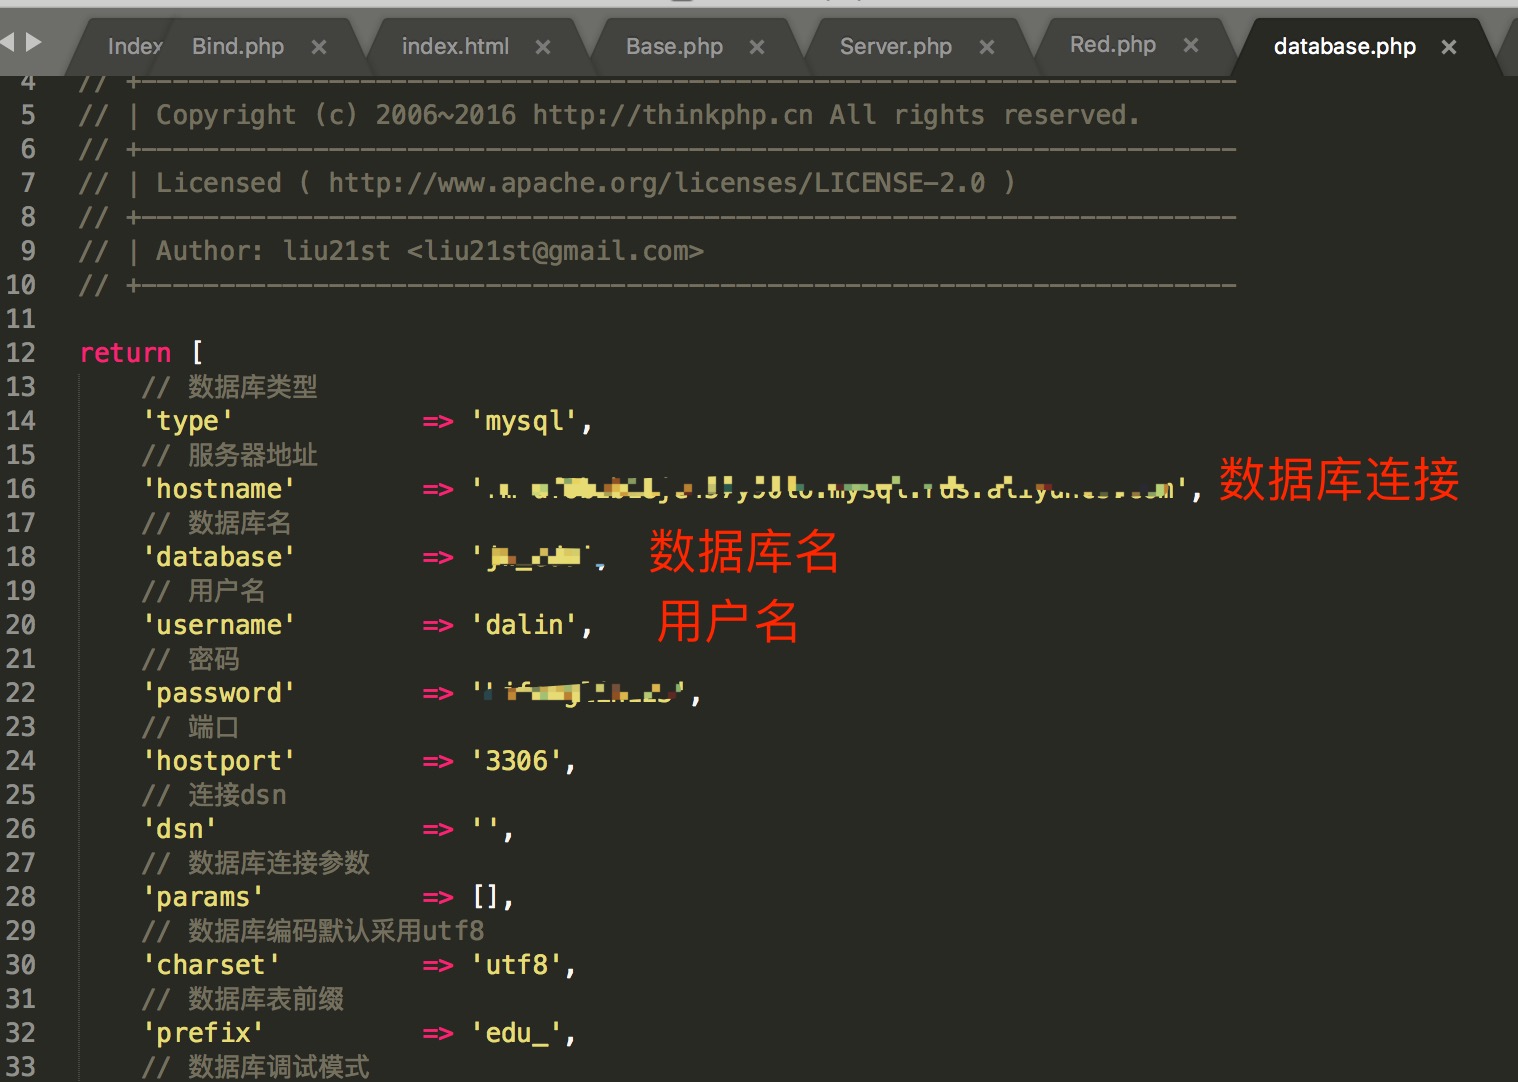 Index Bind.php × index.html × Base.php × Server.php × Red.php × database.php ×
4 // +----------------------------------------------------------------------
5 // | Copyright (c) 2006~2016 http://thinkphp.cn All rights reserved.
6 // +----------------------------------------------------------------------
7 // | Licensed ( http://www.apache.org/licenses/LICENSE-2.0 )
8 // +----------------------------------------------------------------------
9 // | Author: liu21st <liu21st@gmail.com>
10 // +----------------------------------------------------------------------
11
12 return [
13 // 数据库类型
14 'type' => 'mysql',
15 // 服务器地址
16 'hostname' => '.mysql.rds.aliyuncs.com', 数据库连接
17 // 数据库名
18 'database' => ' ', 数据库名
19 // 用户名
20 'username' => 'dalin', 用户名
21 // 密码
22 'password' => ' ',
23 // 端口
24 'hostport' => '3306',
25 // 连接dsn
26 'dsn' => '',
27 // 数据库连接参数
28 'params' => [],
29 // 数据库编码默认采用utf8
30 'charset' => 'utf8',
31 // 数据库表前缀
32 'prefix' => 'edu_',
33 // 数据库调试模式